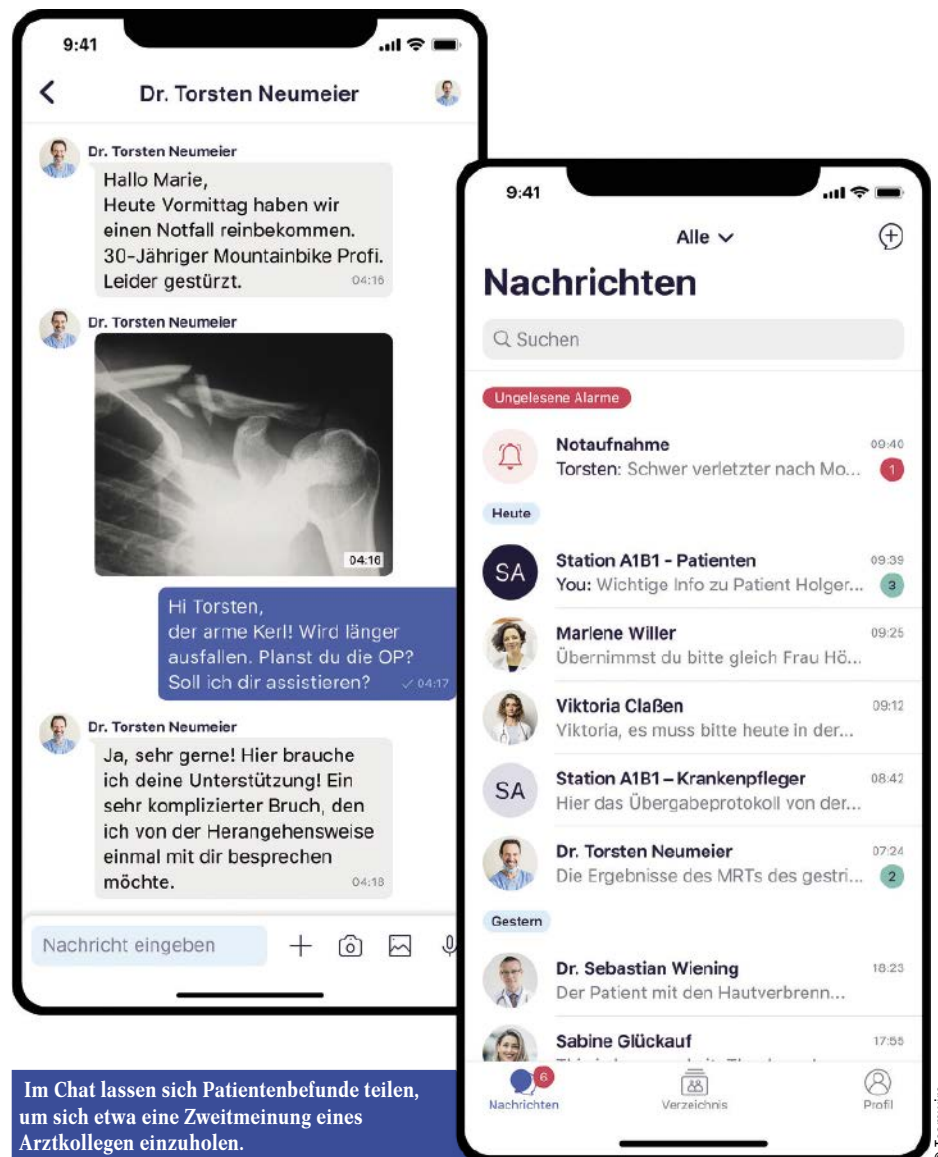 9:41
Dr. Torsten Neumeier
Dr. Torsten Neumeier
Hallo Marie,
Heute Vormittag haben wir
einen Notfall reinbekommen.
30-Jähriger Mountainbike Profi.
Leider gestürzt. 04:16
Dr. Torsten Neumeier
04:16
Hi Torsten,
der arme Kerl! Wird länger
ausfallen. Planst du die OP?
Soll ich dir assistieren? ✓ 04:17
Dr. Torsten Neumeier
Ja, sehr gerne! Hier brauche
ich deine Unterstützung! Ein
sehr komplizierter Bruch, den
ich von der Herangehensweise
einmal mit dir besprechen
möchte. 04:18
Nachricht eingeben
Im Chat lassen sich Patientenbefunde teilen,
um sich etwa eine Zweitmeinung eines
Arztkollegen einzuholen.
9:41
Alle
Nachrichten
Suchen
Ungelesene Alarme
Notaufnahme 09:40
Torsten: Schwer verletzter nach Mo... 1
Heute
SA
Station A1B1 - Patienten 09:39
You: Wichtige Info zu Patient Holger... 3
Marlene Willer 09:25
Übernimmst du bitte gleich Frau Hö...
Viktoria Claßen 09:12
Viktoria, es muss bitte heute in der...
SA
Station A1B1 – Krankenpfleger 08:42
Hier das Übergabeprotokoll von der...
Dr. Torsten Neumeier 07:24
Die Ergebnisse des MRTs des gestri... 2
Gestern
Dr. Sebastian Wiening 18:23
Der Patient mit den Hautverbrenn...
Sabine Glückauf 17:55
6
Nachrichten
Verzeichnis
Profil